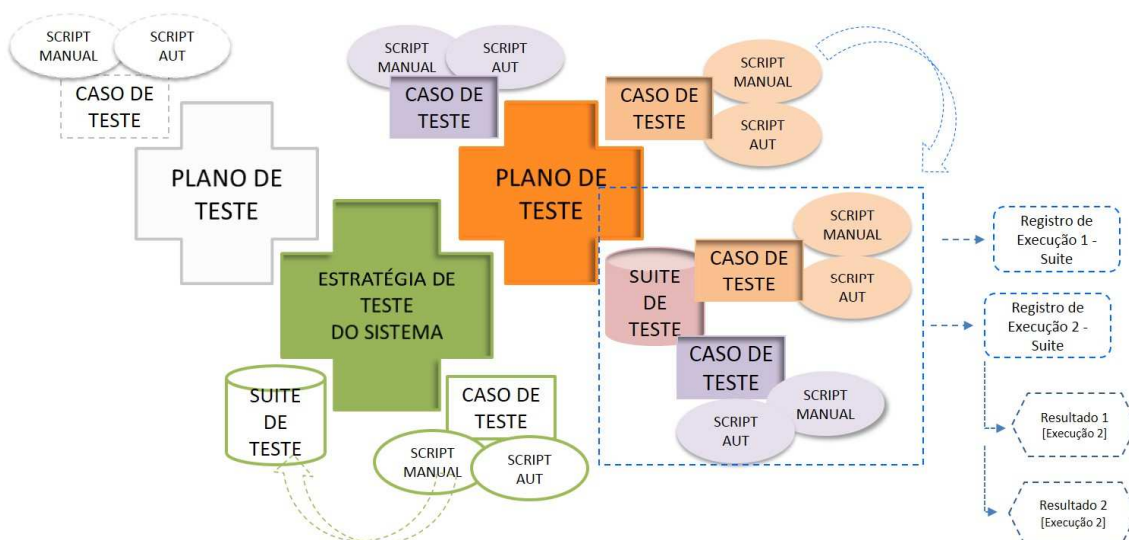 SCRIPT
MANUAL
SCRIPT
AUT
CASO DE
TESTE
PLANO DE
TESTE
SCRIPT
MANUAL
SCRIPT
AUT
CASO DE
TESTE
PLANO DE
TESTE
CASO DE
TESTE
SCRIPT
MANUAL
SCRIPT
AUT
ESTRATÉGIA DE
TESTE
DO SISTEMA
SUITE
DE
TESTE
CASO DE
TESTE
SCRIPT
MANUAL
SCRIPT
AUT
SUITE
DE
TESTE
CASO DE
TESTE
SCRIPT
MANUAL
SCRIPT
AUT
CASO DE
TESTE
SCRIPT
MANUAL
SCRIPT
AUT
Registro de
Execução 1 -
Suite
Registro de
Execução 2 -
Suite
Resultado 1
[Execução 2]
Resultado 2
[Execução 2]